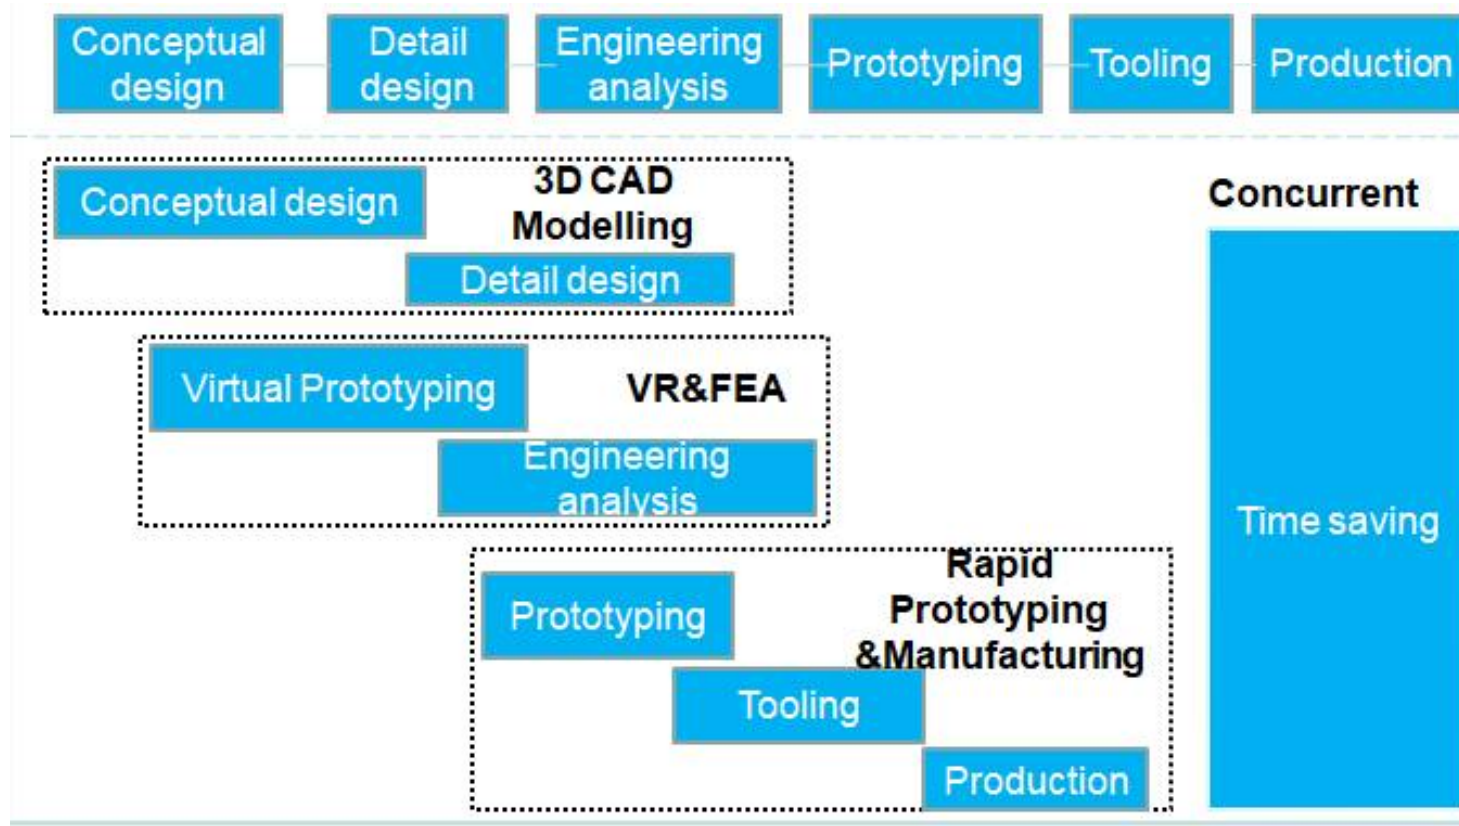 Conceptual
design
Detail
design
Engineering
analysis
Prototyping
Tooling
Production
Conceptual design
3D CAD
Modelling
Detail design
Concurrent
Virtual Prototyping
VR&FEA
Engineering
analysis
Time saving
Rapid
Prototyping
&Manufacturing
Prototyping
Tooling
Production